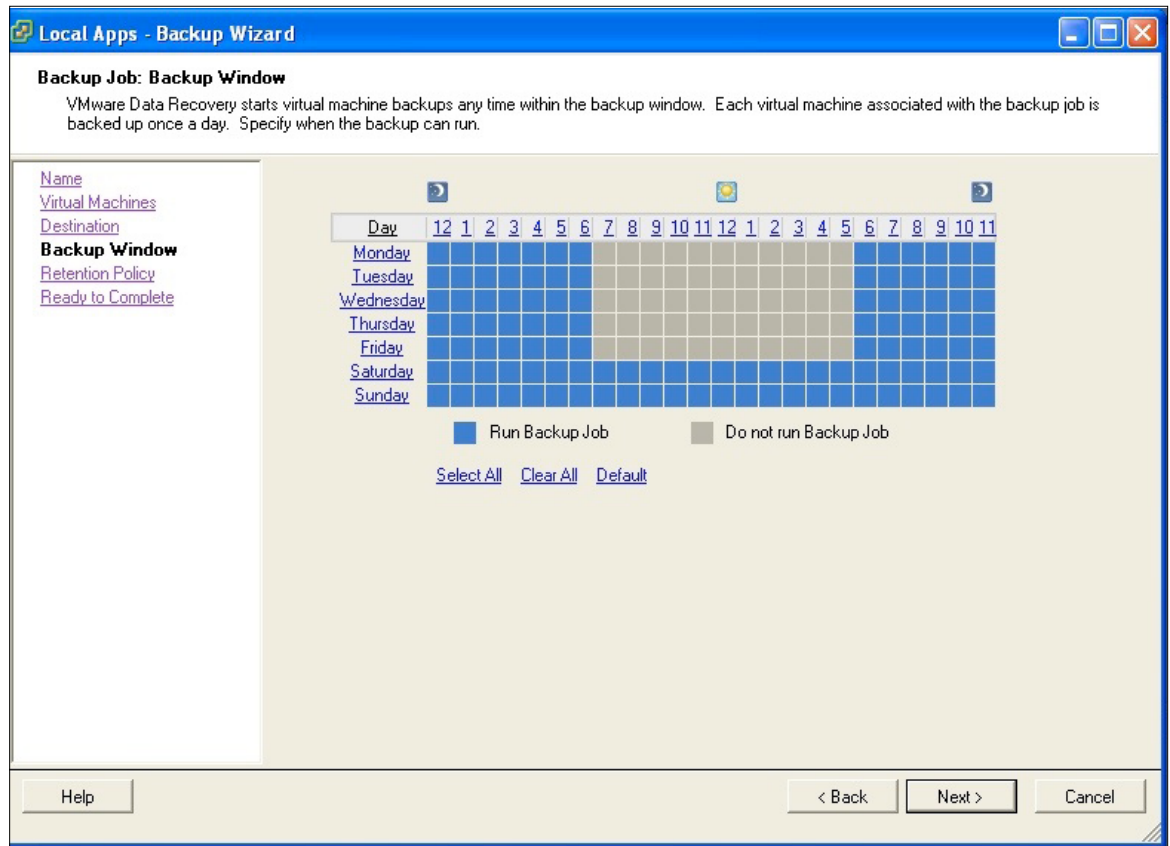 Local Apps - Backup Wizard
Backup Job: Backup Window
VMware Data Recovery starts virtual machine backups any time within the backup window. Each virtual machine associated with the backup job is
backed up once a day. Specify when the backup can run.
Name
Virtual Machines
Destination
Backup Window
Retention Policy
Ready to Complete
Day 12 1 2 3 4 5 6 7 8 9 10 11 12 1 2 3 4 5 6 7 8 9 10 11
Monday
Tuesday
Wednesday
Thursday
Friday
Saturday
Sunday
Run Backup Job Do not run Backup Job
Select All Clear All Default
Help < Back Next > Cancel